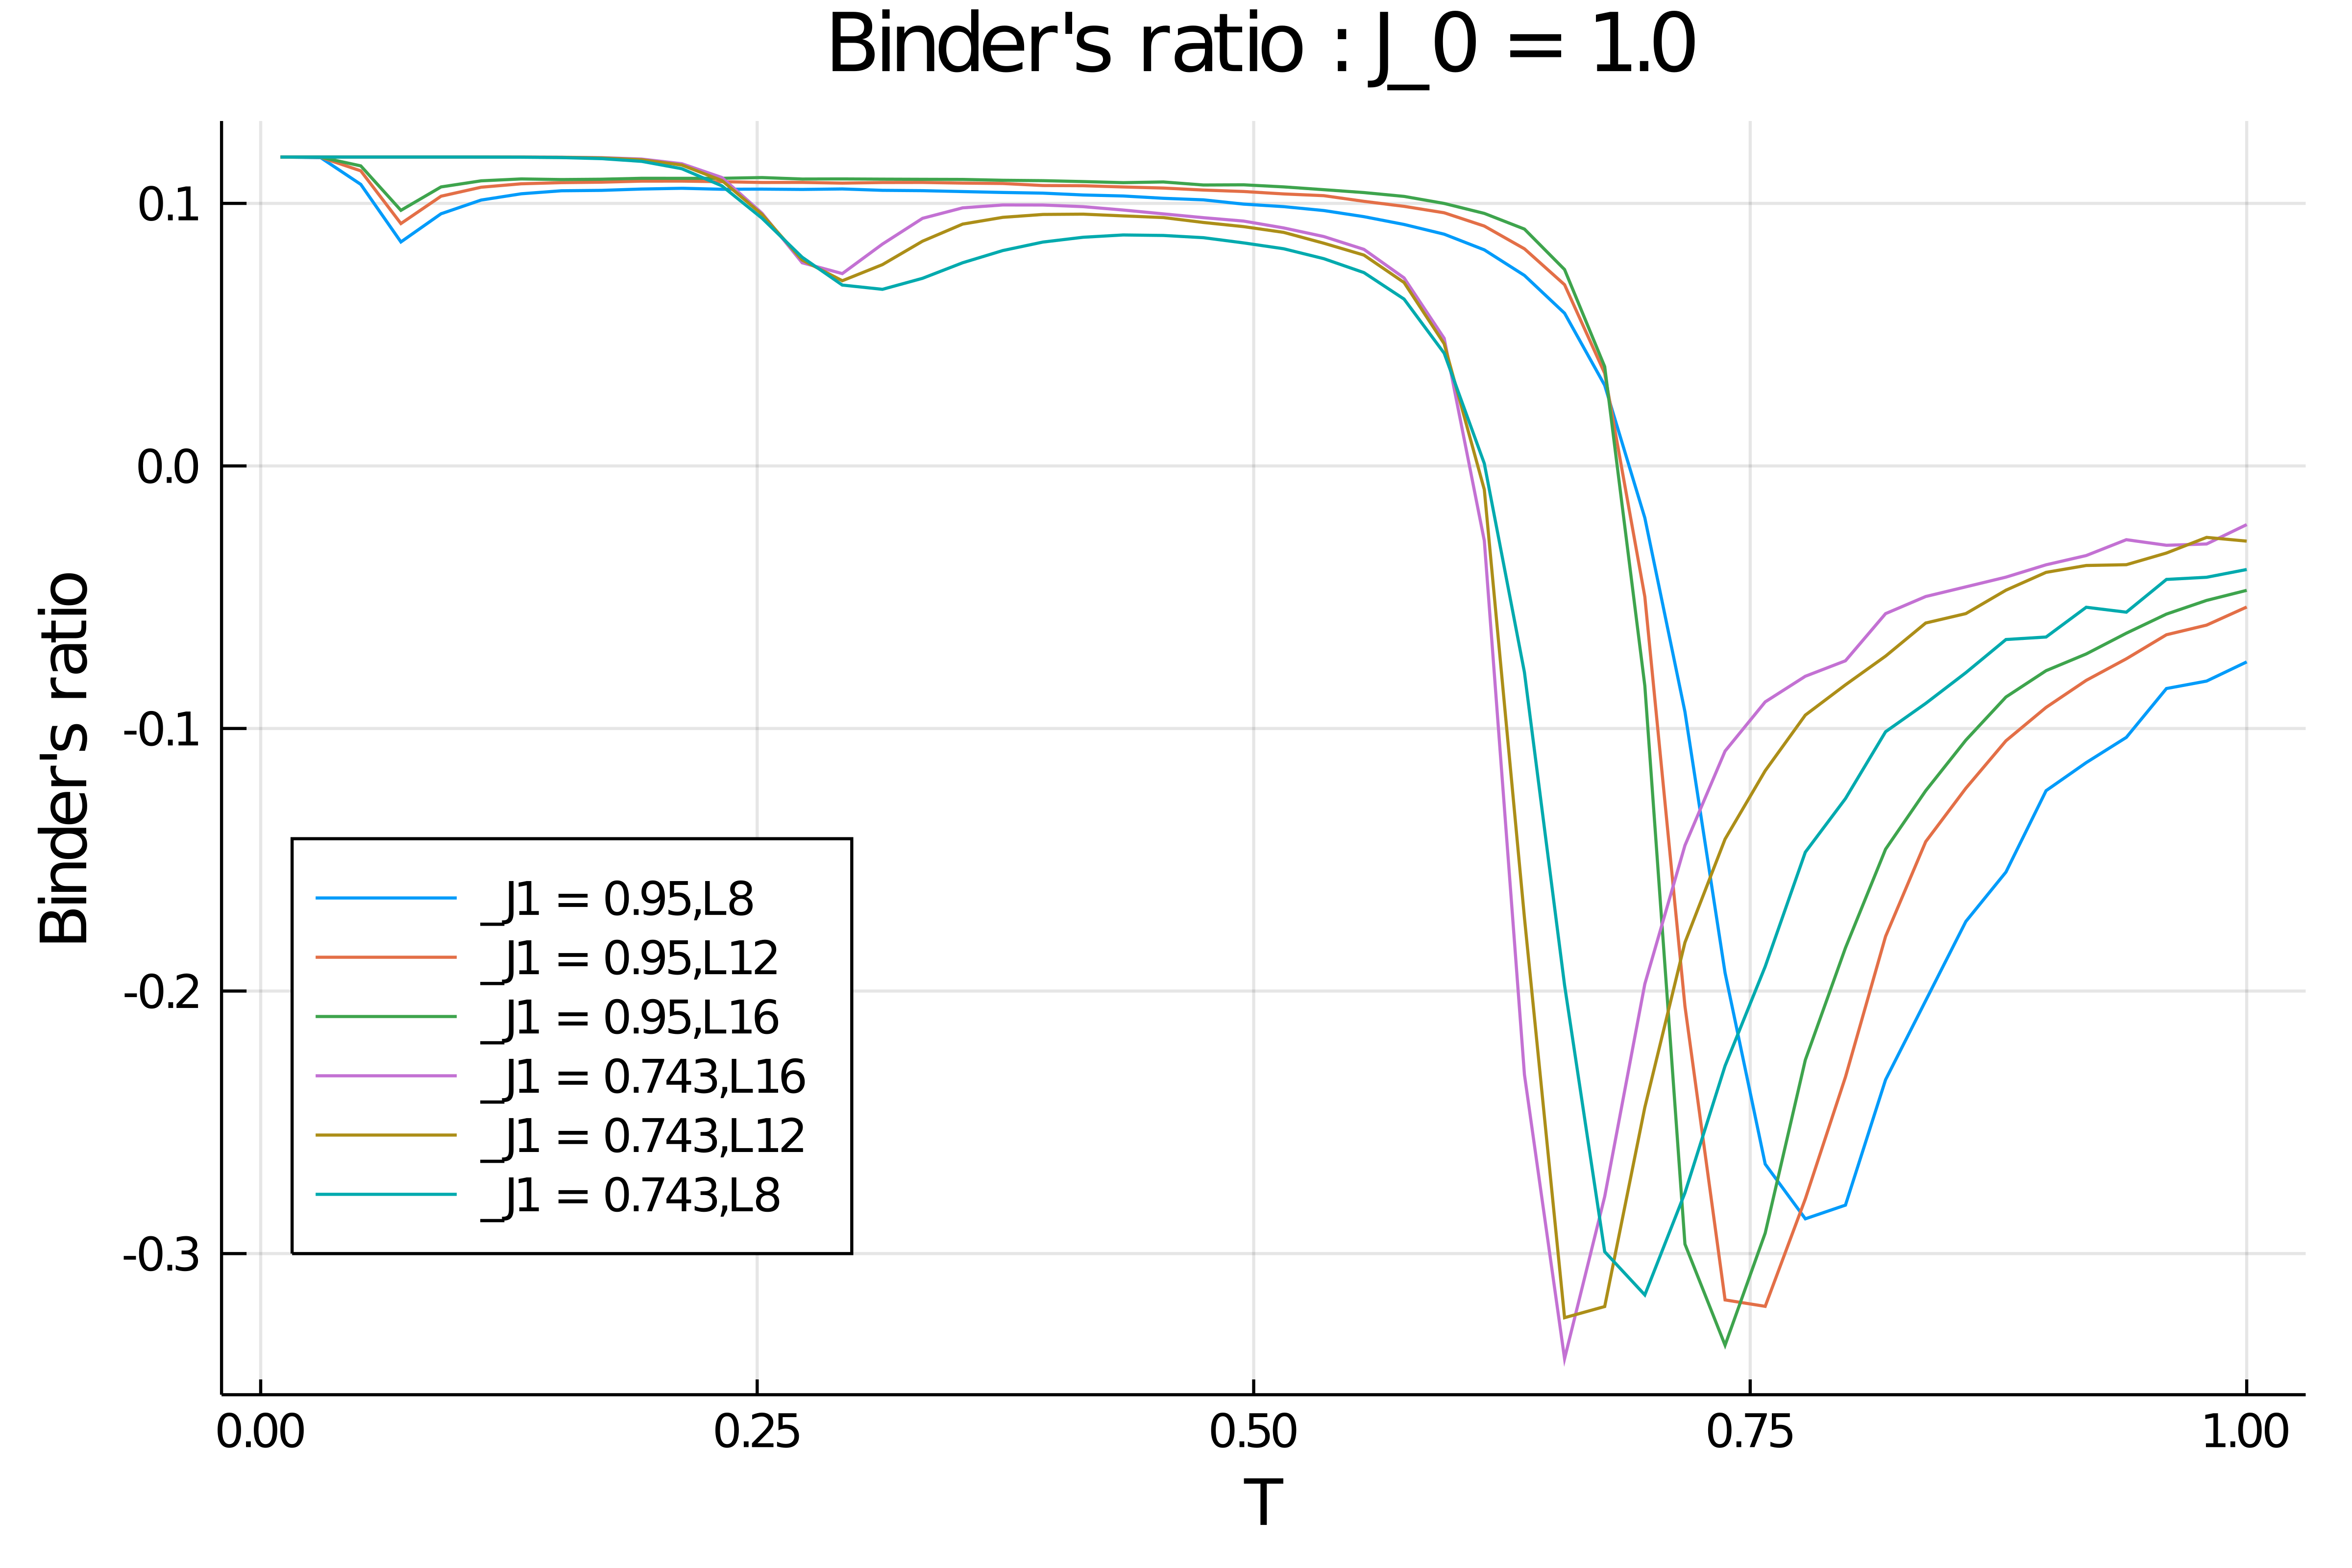 Binder's ratio : J_0 = 1.0
Binder's ratio
0.1
0.0
-0.1
-0.2
-0.3
_J1 = 0.95,L8
_J1 = 0.95,L12
_J1 = 0.95,L16
_J1 = 0.743,L16
_J1 = 0.743,L12
_J1 = 0.743,L8
0.00 0.25 0.50 0.75 1.00
T